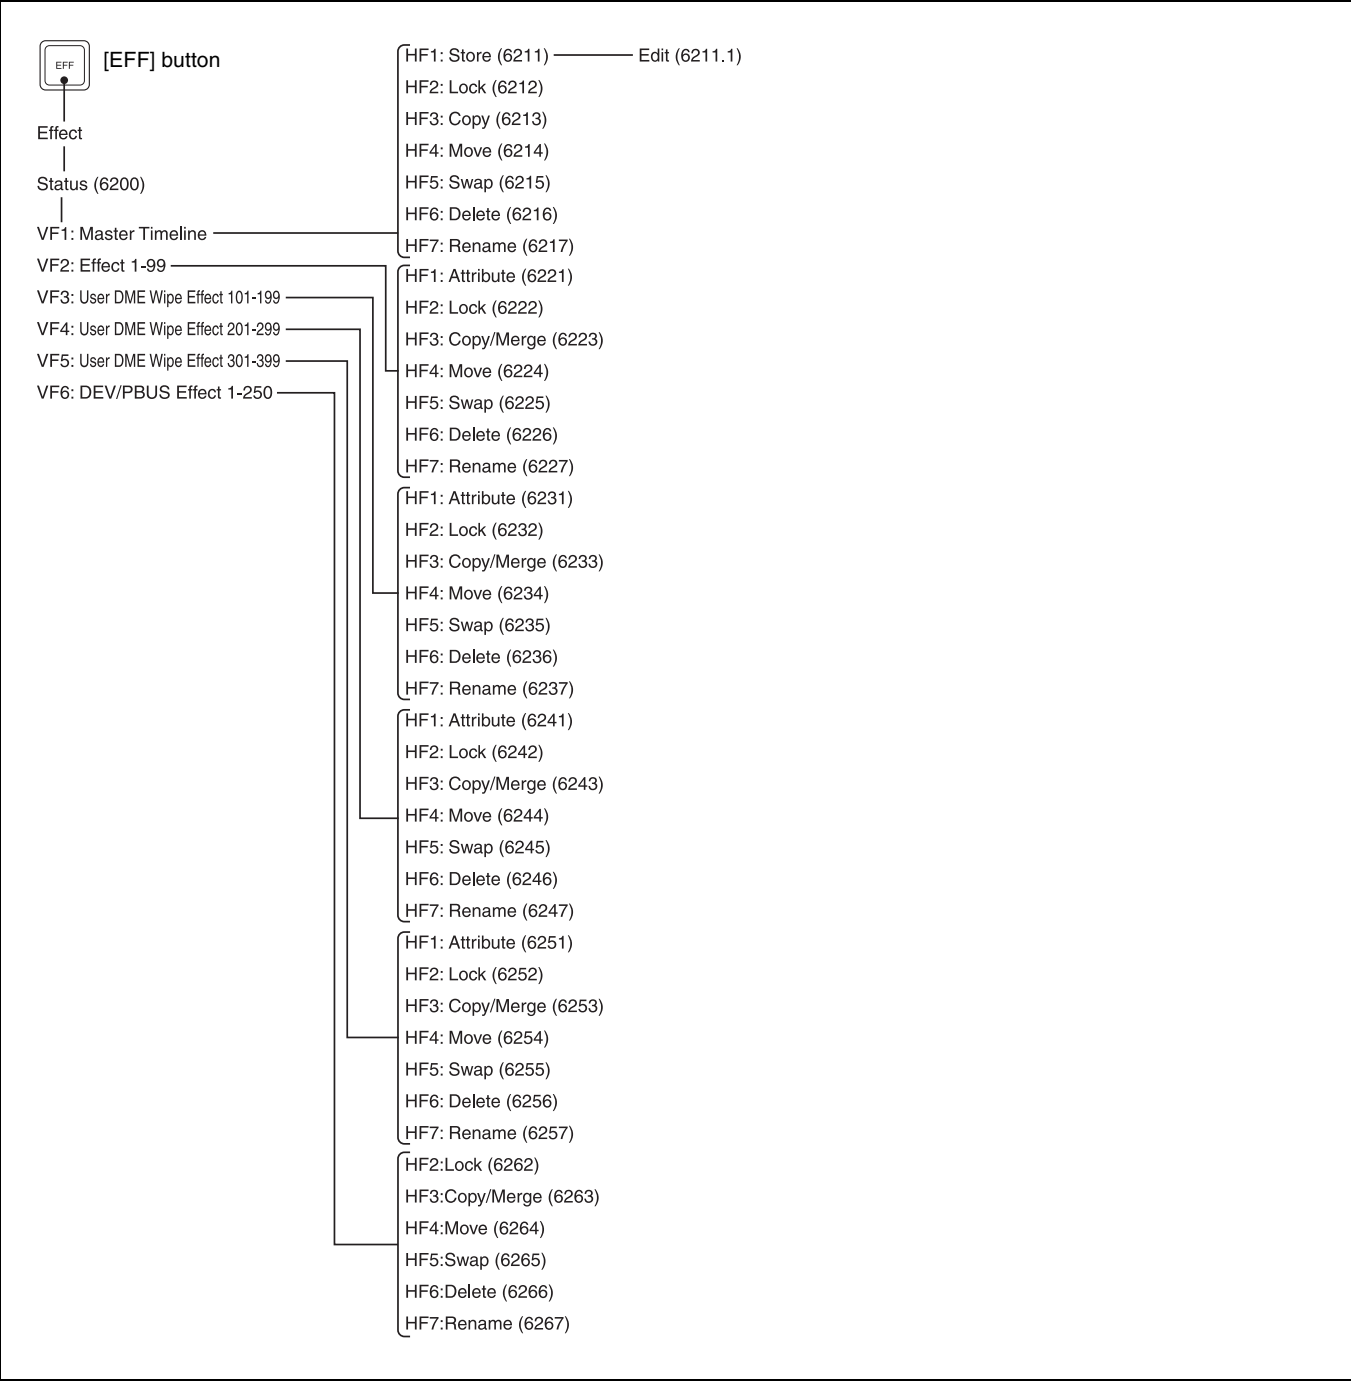 EFF
[EFF] button
Effect
Status (6200)
VF1: Master Timeline
VF2: Effect 1-99
VF3: User DME Wipe Effect 101-199
VF4: User DME Wipe Effect 201-299
VF5: User DME Wipe Effect 301-399
VF6: DEV/PBUS Effect 1-250
HF1: Store (6211)
Edit (6211.1)
HF2: Lock (6212)
HF3: Copy (6213)
HF4: Move (6214)
HF5: Swap (6215)
HF6: Delete (6216)
HF7: Rename (6217)
HF1: Attribute (6221)
HF2: Lock (6222)
HF3: Copy/Merge (6223)
HF4: Move (6224)
HF5: Swap (6225)
HF6: Delete (6226)
HF7: Rename (6227)
HF1: Attribute (6231)
HF2: Lock (6232)
HF3: Copy/Merge (6233)
HF4: Move (6234)
HF5: Swap (6235)
HF6: Delete (6236)
HF7: Rename (6237)
HF1: Attribute (6241)
HF2: Lock (6242)
HF3: Copy/Merge (6243)
HF4: Move (6244)
HF5: Swap (6245)
HF6: Delete (6246)
HF7: Rename (6247)
HF1: Attribute (6251)
HF2: Lock (6252)
HF3: Copy/Merge (6253)
HF4: Move (6254)
HF5: Swap (6255)
HF6: Delete (6256)
HF7: Rename (6257)
HF2:Lock (6262)
HF3:Copy/Merge (6263)
HF4:Move (6264)
HF5:Swap (6265)
HF6:Delete (6266)
HF7:Rename (6267)